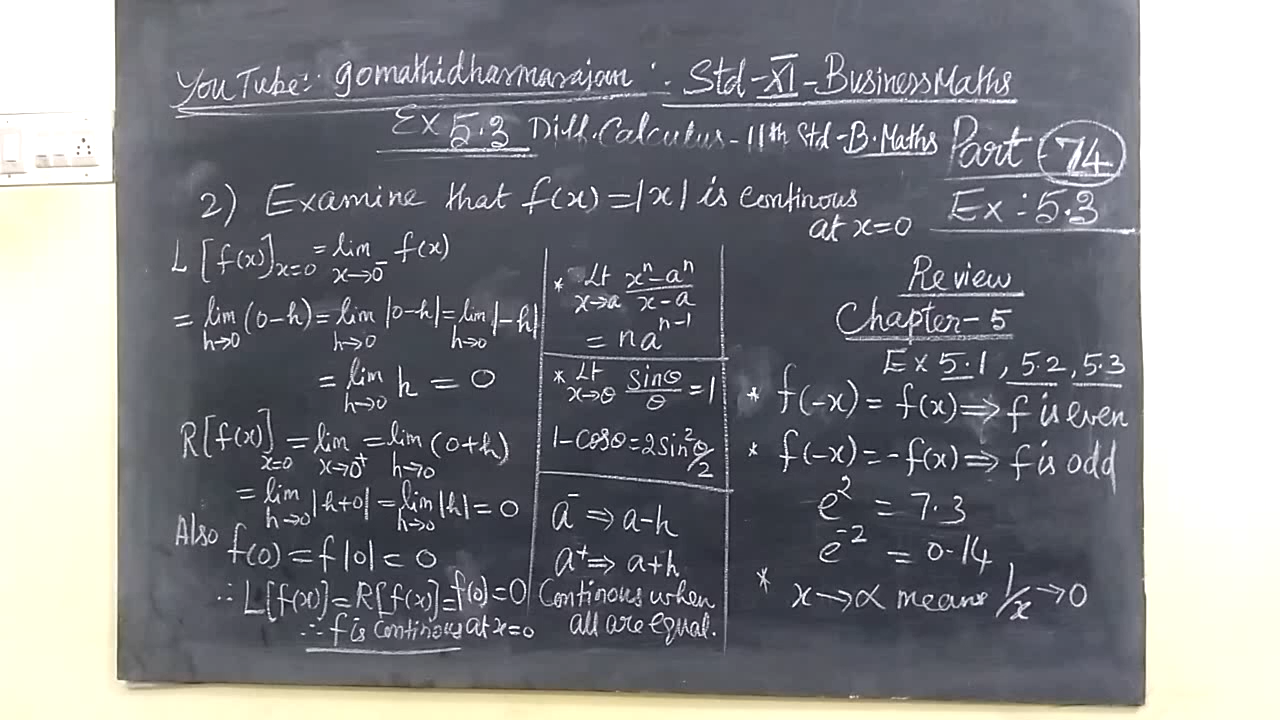 YouTube:- gomathidharmarajan :- Std-XI-Business Maths
Ex 5.3 Diff. Calculus - 11th Std - B. Maths
Part - 74
Ex: 5.3
2) Examine that f(x) = |x| is continous
at x=0
L[f(x)]x=0 = lim x→0⁻ f(x)
= lim h→0 (0-h) = lim h→0 |0-h| = lim h→0 |-h|
= lim h→0 h = 0
R[f(x)]x=0 = lim x→0⁺ = lim h→0 (0+h)
= lim h→0 |h+0| = lim h→0 |h| = 0
Also f(0) = f|0| = 0
∴ L[f(x)] = R[f(x)] = f(0) = 0
∴ f is continous at x=0
* Lt x→a xⁿ-aⁿ/x-a
= naⁿ⁻¹
* Lt x→θ sinθ/θ = 1
1-cosθ = 2sin²θ/2
a⁻ ⇒ a-h
a⁺ ⇒ a+h
Continous when
all are equal.
Review
Chapter-5
Ex 5.1, 5.2, 5.3
* f(-x) = f(x) ⇒ f is even
* f(-x) = -f(x) ⇒ f is odd
e² = 7.3
e⁻² = 0.14
* x→∝ means 1/x→0